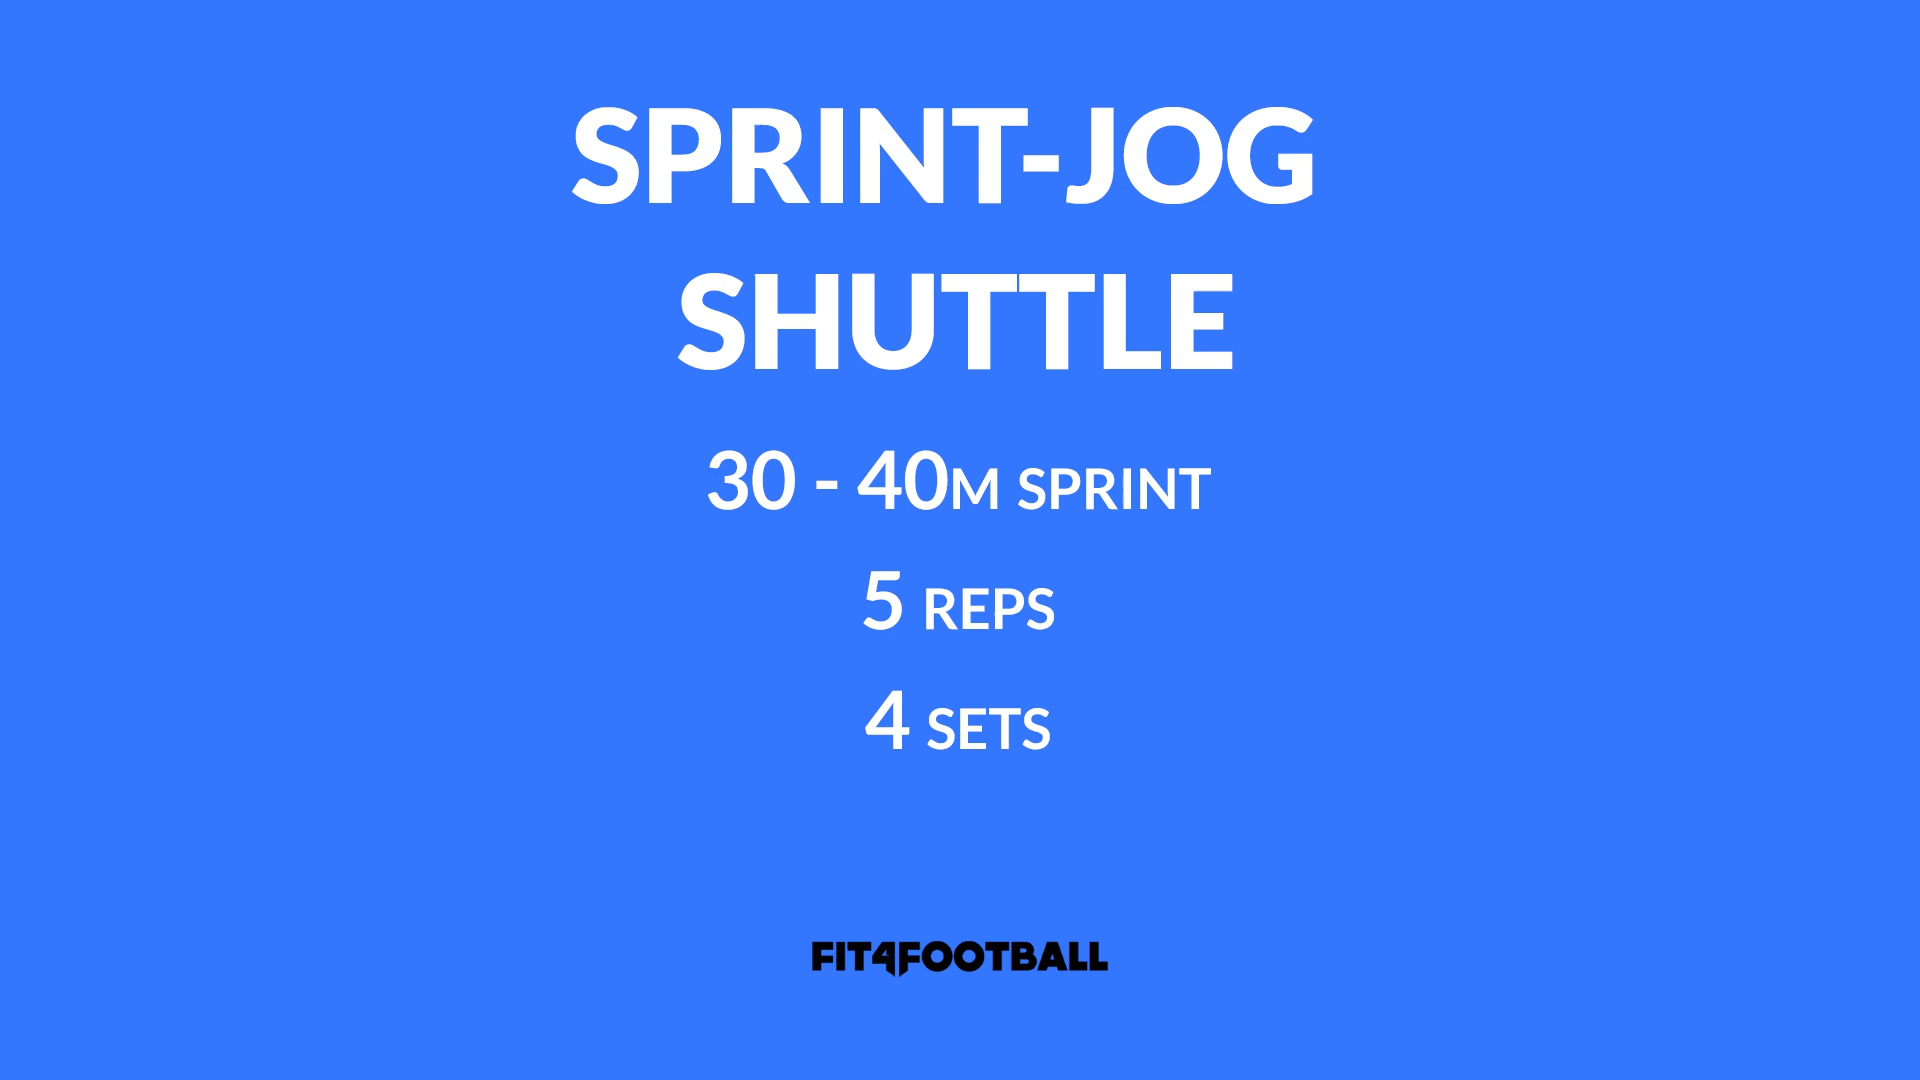 SPRINT-JOG
SHUTTLE
30 - 40M SPRINT
5 REPS
4 SETS
FIT4FOOTBALL